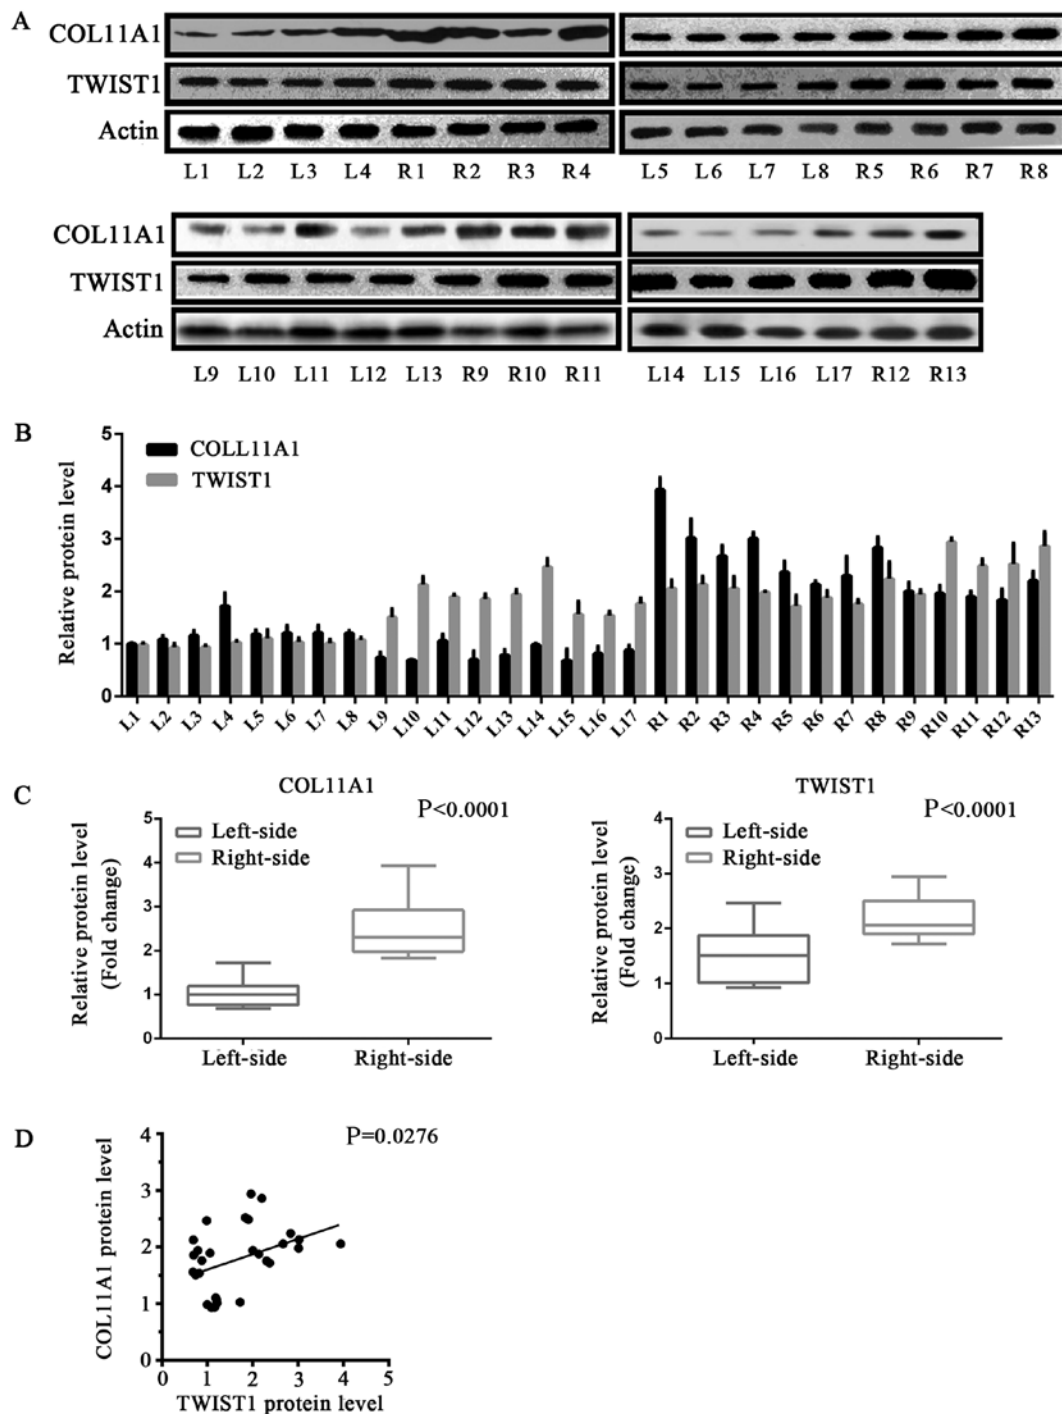 A
COL11A1
TWIST1
Actin
L1 L2 L3 L4 R1 R2 R3 R4
L5 L6 L7 L8 R5 R6 R7 R8
COL11A1
TWIST1
Actin
L9 L10 L11 L12 L13 R9 R10 R11
L14 L15 L16 L17 R12 R13
B
Relative protein level
5
4
3
2
1
0
COLL11A1
TWIST1
L1 L2 L3 L4 L5 L6 L7 L8 L9 L10 L11 L12 L13 L14 L15 L16 L17 R1 R2 R3 R4 R5 R6 R7 R8 R9 R10 R11 R12 R13
C
COL11A1
P<0.0001
Relative protein level
(Fold change)
5
4
3
2
1
0
Left-side
Right-side
Left-side Right-side
TWIST1
P<0.0001
Relative protein level
(Fold change)
4
3
2
1
0
Left-side
Right-side
Left-side Right-side
D
P=0.0276
COL11A1 protein level
4
3
2
1
0
0 1 2 3 4 5
TWIST1 protein level